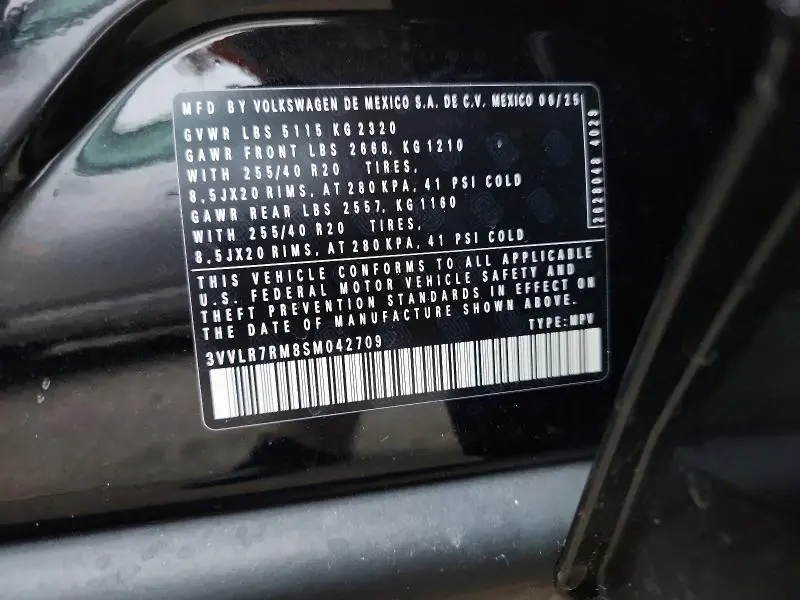 MFD BY VOLKSWAGEN DE MEXICO S.A. DE C.V. MEXICO 06/25
GVWR LBS 5115 KG 2320
GAWR FRONT LBS 2668, KG 1210
WITH 255/40 R20 TIRES,
8,5JX20 RIMS, AT 280 KPA, 41 PSI COLD
GAWR REAR LBS 2557, KG 1160
WITH 255/40 R20 TIRES,
8,5JX20 RIMS, AT 280 KPA, 41 PSI COLD
2028048 4029
THIS VEHICLE CONFORMS TO ALL APPLICABLE
U.S. FEDERAL MOTOR VEHICLE SAFETY AND
THEFT PREVENTION STANDARDS IN EFFECT ON
THE DATE OF MANUFACTURE SHOWN ABOVE.
TYPE: MPV
3VVLR7RM8SM042709